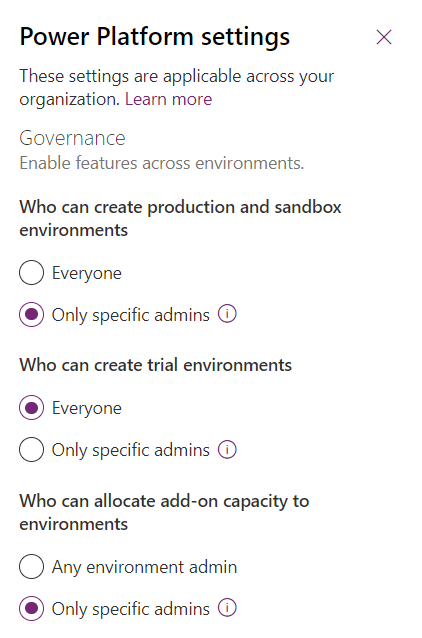 Power Platform settings
These settings are applicable across your
organization. Learn more
Governance
Enable features across environments.
Who can create production and sandbox
environments
Everyone
Only specific admins
Who can create trial environments
Everyone
Only specific admins
Who can allocate add-on capacity to
environments
Any environment admin
Only specific admins